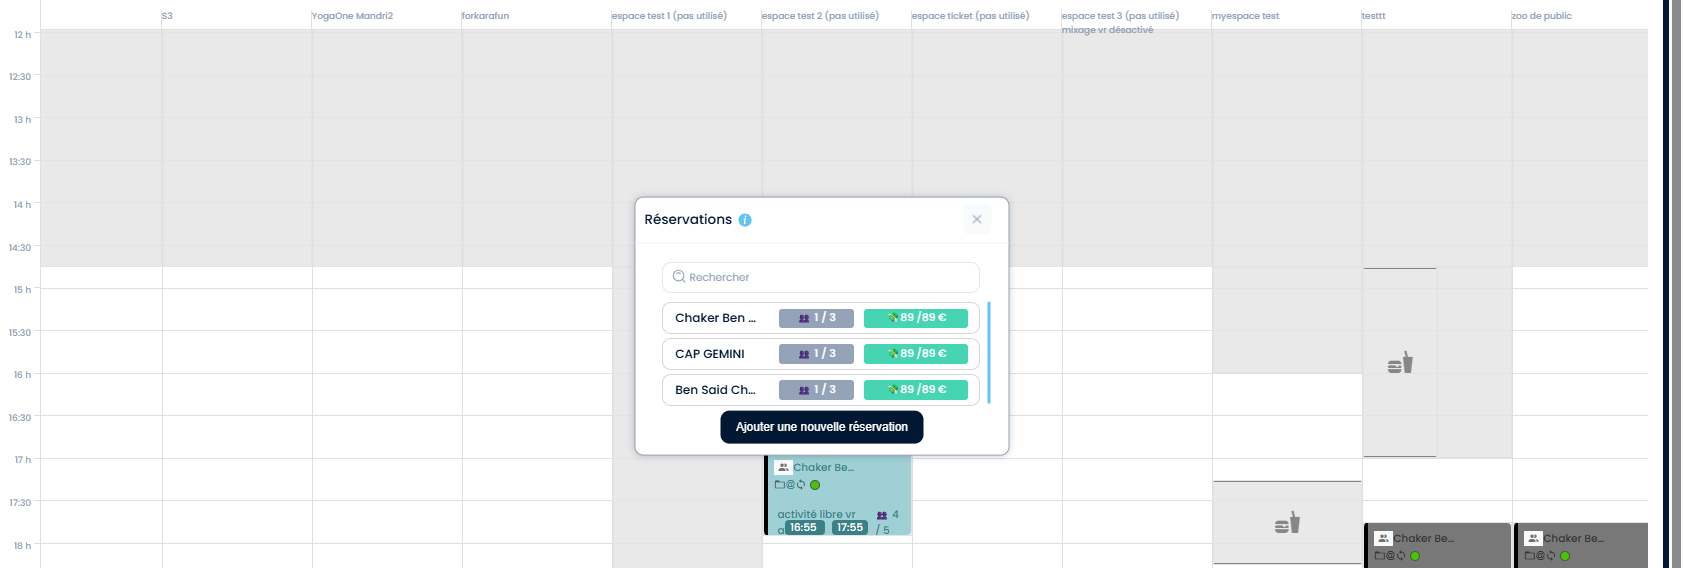 S3
YogaOne Mandri2
forkarafun
espace test 1 (pas utilisé)
espace test 2 (pas utilisé)
espace ticket (pas utilisé)
espace test 3 (pas utilisé)
mixage vr désactivé
myespace test
testtt
zoo de public
12 h
12:30
13 h
13:30
14 h
14:30
15 h
15:30
16 h
16:30
17 h
17:30
18 h
Réservations
Rechercher
Chaker Ben ... 1 / 3 89 /89 €
CAP GEMINI 1 / 3 89 /89 €
Ben Said Ch... 1 / 3 89 /89 €
Ajouter une nouvelle réservation
Chaker Be...
activité libre vr 4
a 16:55 17:55 / 5
Chaker Be...
Chaker Be...